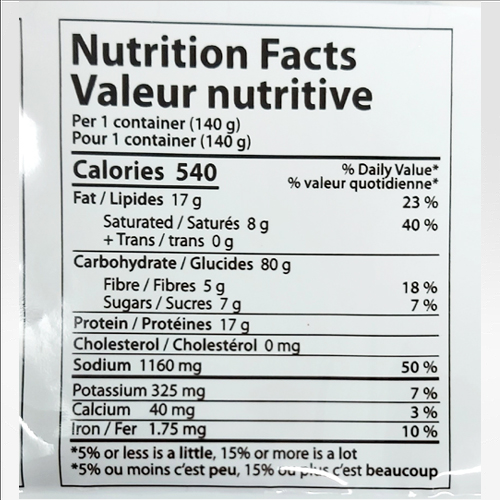 Nutrition Facts
Valeur nutritive
Per 1 container (140 g)
Pour 1 container (140 g)
Calories 540 % Daily Value*
% valeur quotidienne*
Fat / Lipides 17 g 23 %
Saturated / Saturés 8 g 40 %
+ Trans / trans 0 g
Carbohydrate / Glucides 80 g
Fibre / Fibres 5 g 18 %
Sugars / Sucres 7 g 7 %
Protein / Protéines 17 g
Cholesterol / Cholestérol 0 mg
Sodium 1160 mg 50 %
Potassium 325 mg 7 %
Calcium 40 mg 3 %
Iron / Fer 1.75 mg 10 %
*5% or less is a little, 15% or more is a lot
*5% ou moins c'est peu, 15% ou plus c'est beaucoup